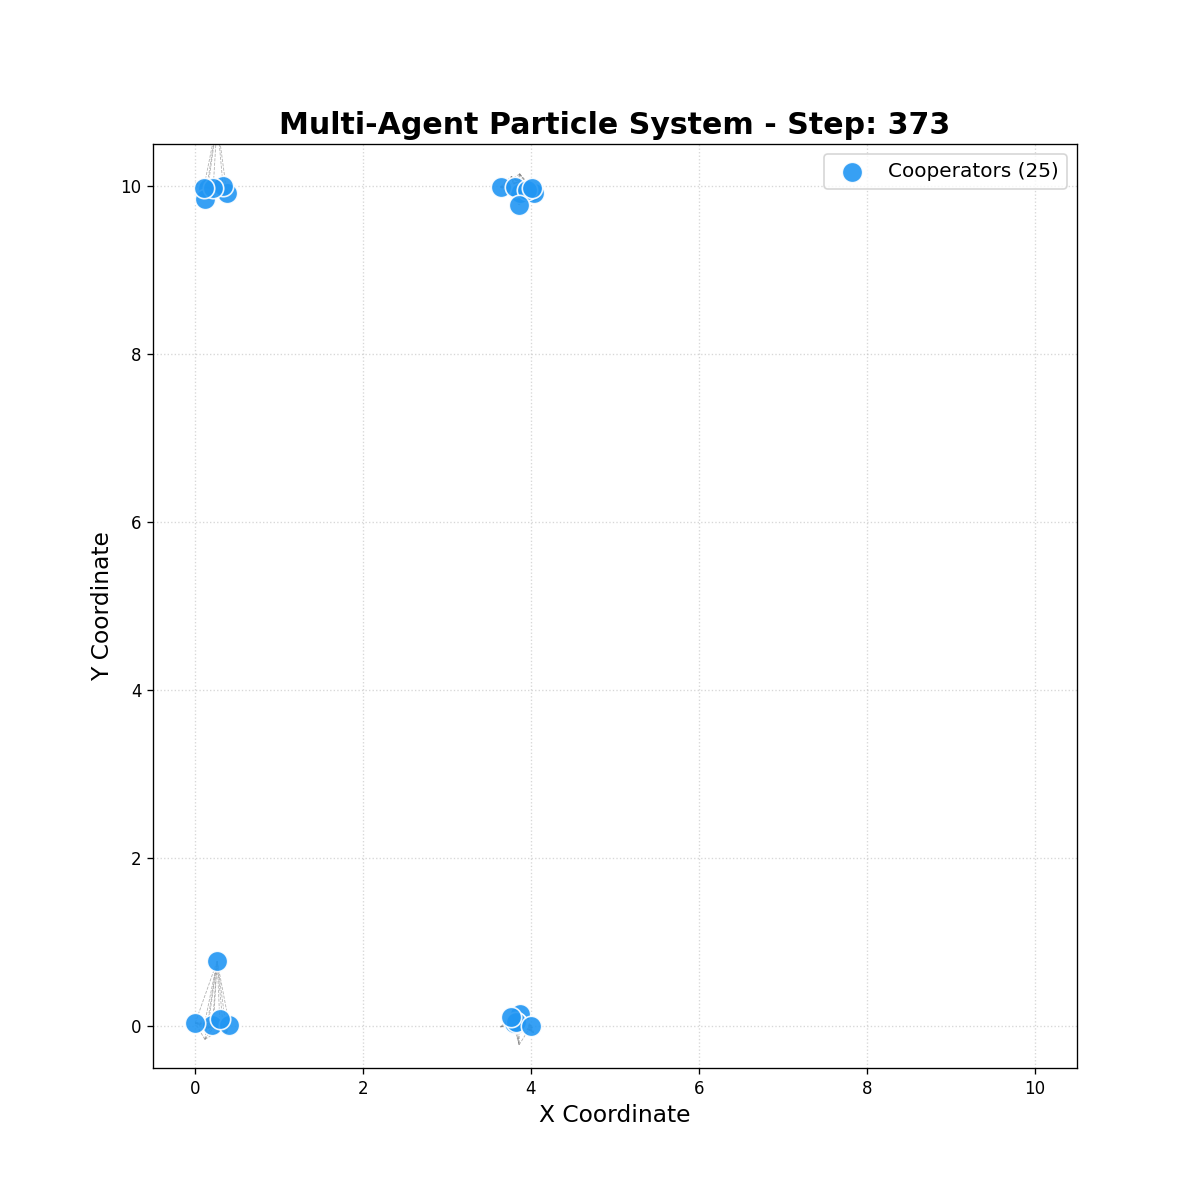 Multi-Agent Particle System - Step: 373
Cooperators (25)
10
8
6
4
2
0
Y Coordinate
0 2 4 6 8 10
X Coordinate